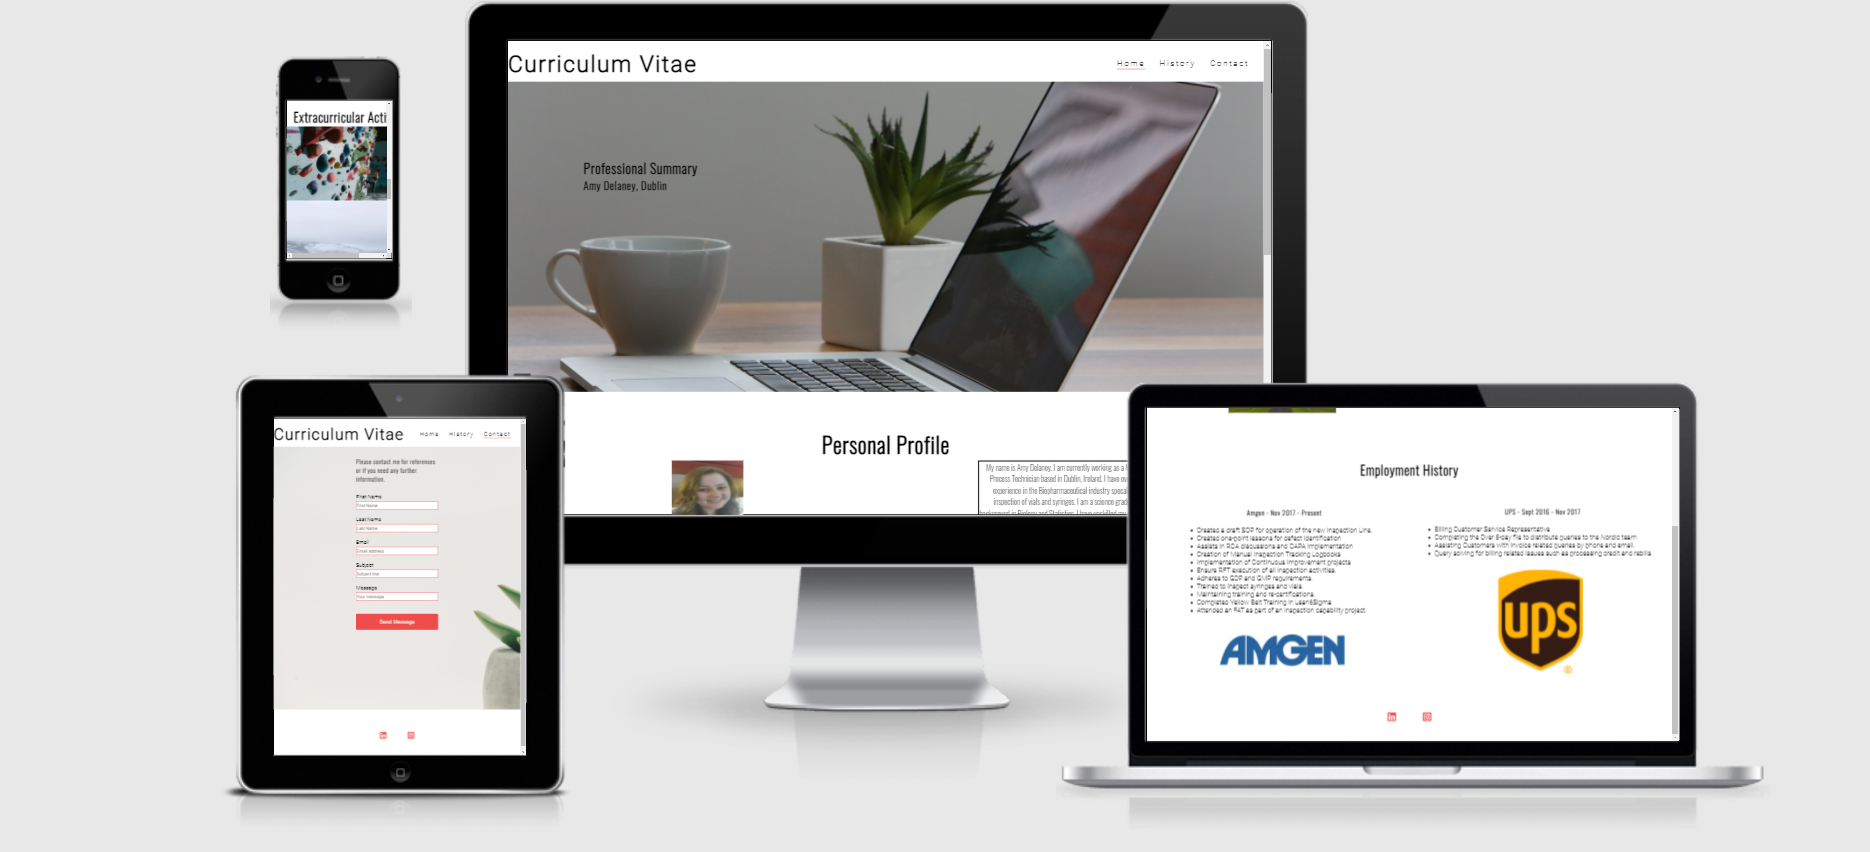 Extracurricular Acti
Curriculum Vitae
Home History Contact
Professional Summary
Amy Delaney, Dublin
Personal Profile
My name is Amy Delaney. I am currently working as a
Process Technician based in Dublin, Ireland. I have
experience in the Biopharmaceutical industry
inspection of vials and syringes. I am a science
background in Biology and Statistics. I have
Curriculum Vitae
Home History Contact
Please contact me for references
or if you need any further
information.
First Name
First Name
Last Name
Last Name
Email
Email address
Subject
Subject line
Message
Your message
Send Message
Employment History
Amgen - Nov 2017 - Present
Created a draft SOP for operation of the new Inspection Line.
Created one-point lessons for defect identification
Assists in RCA discussions and CAPA implementation
Creation of Manual Inspection Tracking Logbooks
Implementation of Continuous Improvement projects
Ensure RFT execution of all inspection activities.
Adheres to GDP and GMP requirements.
Trained to inspect syringes and vials.
Maintaining training and re-certifications.
Completed Yellow Belt Training in Lean6Sigma
Attended an FAT as part of an inspection capability project.
AMGEN
UPS - Sept 2016 - Nov 2017
Billing Customer Service Representative
Completing the Over 8-day file to distribute queries to the Nordic team
Assisting Customers with invoice related queries by phone and email.
Query solving for billing related issues such as processing credit and rebills
ups
®
in